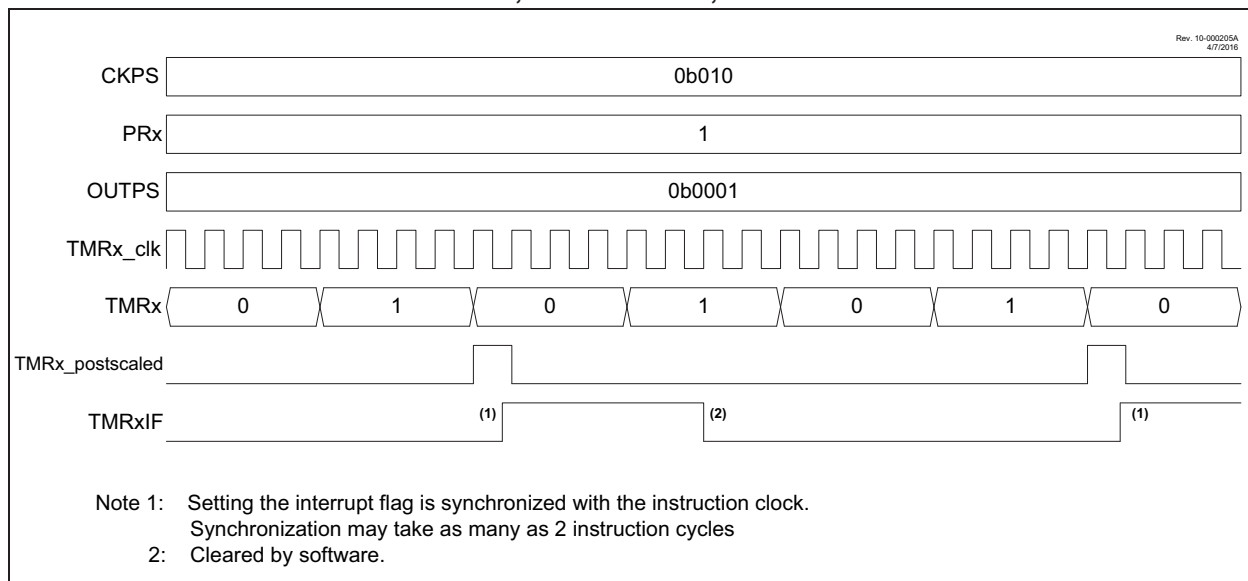 Rev. 10-000205A
4/7/2016
CKPS 0b010
PRx 1
OUTPS 0b0001
TMRx_clk
TMRx 0 1 0 1 0 1 0
TMRx_postscaled
TMRxIF (1) (2) (1)
Note 1: Setting the interrupt flag is synchronized with the instruction clock.
Synchronization may take as many as 2 instruction cycles
2: Cleared by software.